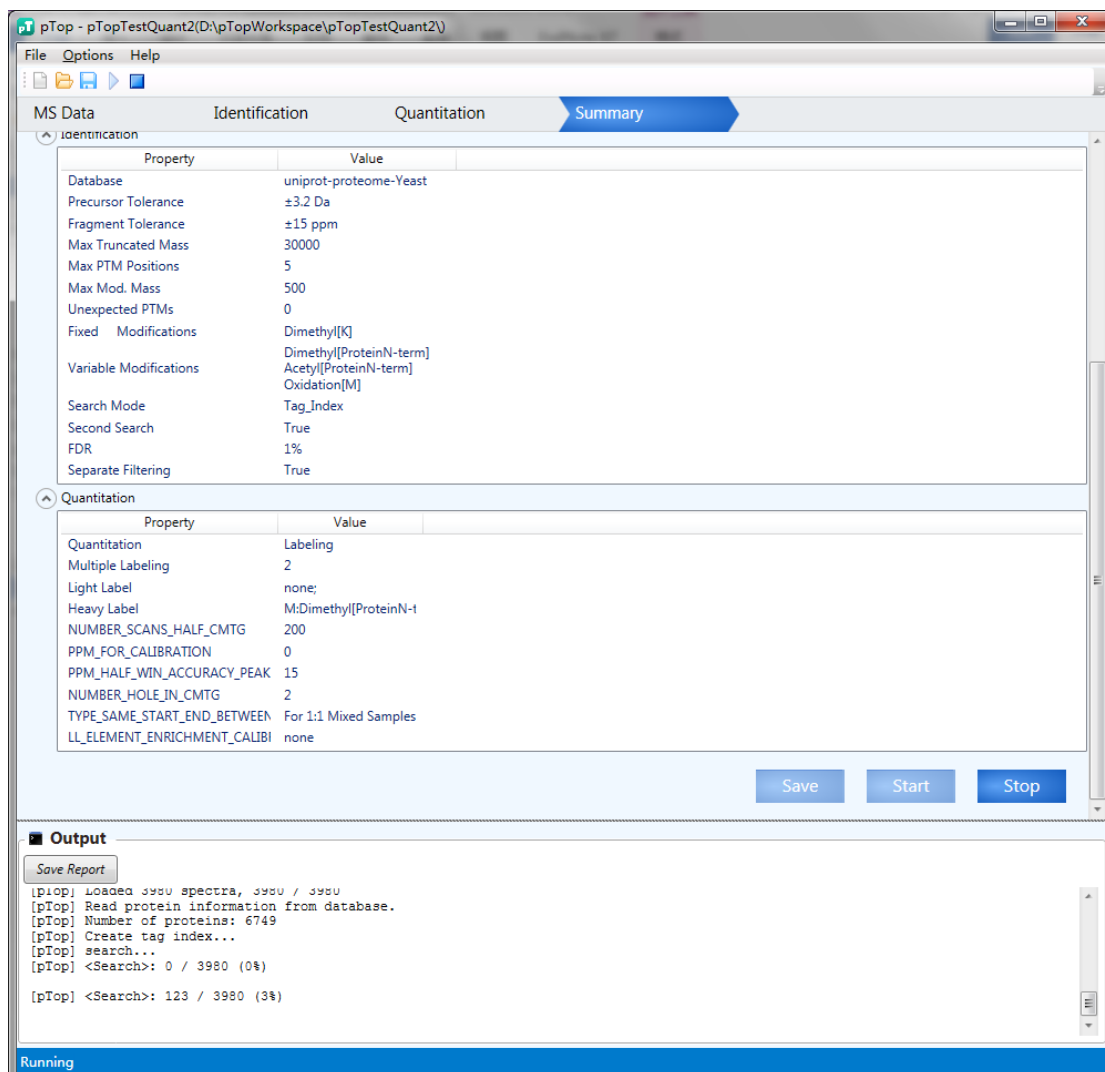 pT pTop - pTopTestQuant2(D:\pTopWorkspace\pTopTestQuant2\)
File Options Help
MS Data Identification Quantitation Summary
Identification
Property Value
Database uniprot-proteome-Yeast
Precursor Tolerance ±3.2 Da
Fragment Tolerance ±15 ppm
Max Truncated Mass 30000
Max PTM Positions 5
Max Mod. Mass 500
Unexpected PTMs 0
Fixed Modifications Dimethyl[K]
Variable Modifications Dimethyl[ProteinN-term]
Acetyl[ProteinN-term]
Oxidation[M]
Search Mode Tag_Index
Second Search True
FDR 1%
Separate Filtering True
Quantitation
Property Value
Quantitation Labeling
Multiple Labeling 2
Light Label none;
Heavy Label M:Dimethyl[ProteinN-t
NUMBER_SCANS_HALF_CMTG 200
PPM_FOR_CALIBRATION 0
PPM_HALF_WIN_ACCURACY_PEAK 15
NUMBER_HOLE_IN_CMTG 2
TYPE_SAME_START_END_BETWEEN For 1:1 Mixed Samples
LL_ELEMENT_ENRICHMENT_CALIBI none
Save Start Stop
Output
Save Report
[pTop] Loaded 3980 spectra, 3980 / 3980
[pTop] Read protein information from database.
[pTop] Number of proteins: 6749
[pTop] Create tag index...
[pTop] search...
[pTop] <Search>: 0 / 3980 (0%)
[pTop] <Search>: 123 / 3980 (3%)
Running